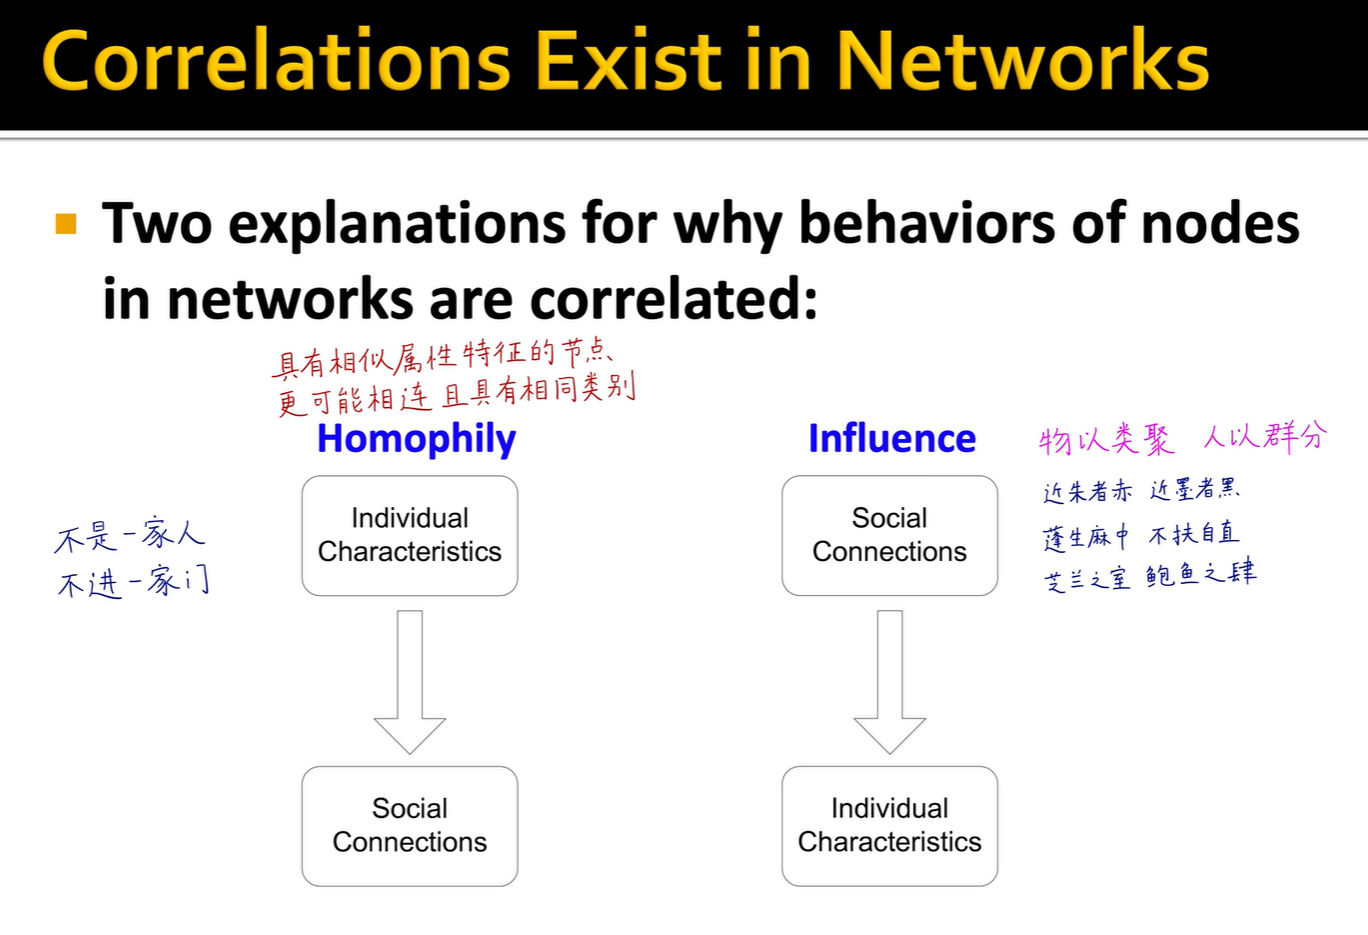 Correlations Exist in Networks
Two explanations for why behaviors of nodes
in networks are correlated:
具有相似属性特征的节点、
更可能相连 且具有相同类别
Homophily
Individual
Characteristics
Social
Connections
不是一家人
不进一家门
Influence
物以类聚 人以群分
近朱者赤 近墨者黑
蓬生麻中 不扶自直
芝兰之室 鲍鱼之肆
Social
Connections
Individual
Characteristics